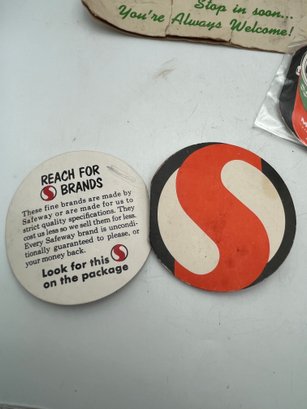 Stop in soon...
You're Always Welcome!
REACH FOR
S BRANDS
These fine brands are made by
Safeway or are made for us to
strict quality specifications. They
cost us less so we sell them for less.
Every Safeway brand is uncondi-
tionally guaranteed to please, or
your money back.
Look for this S
on the package